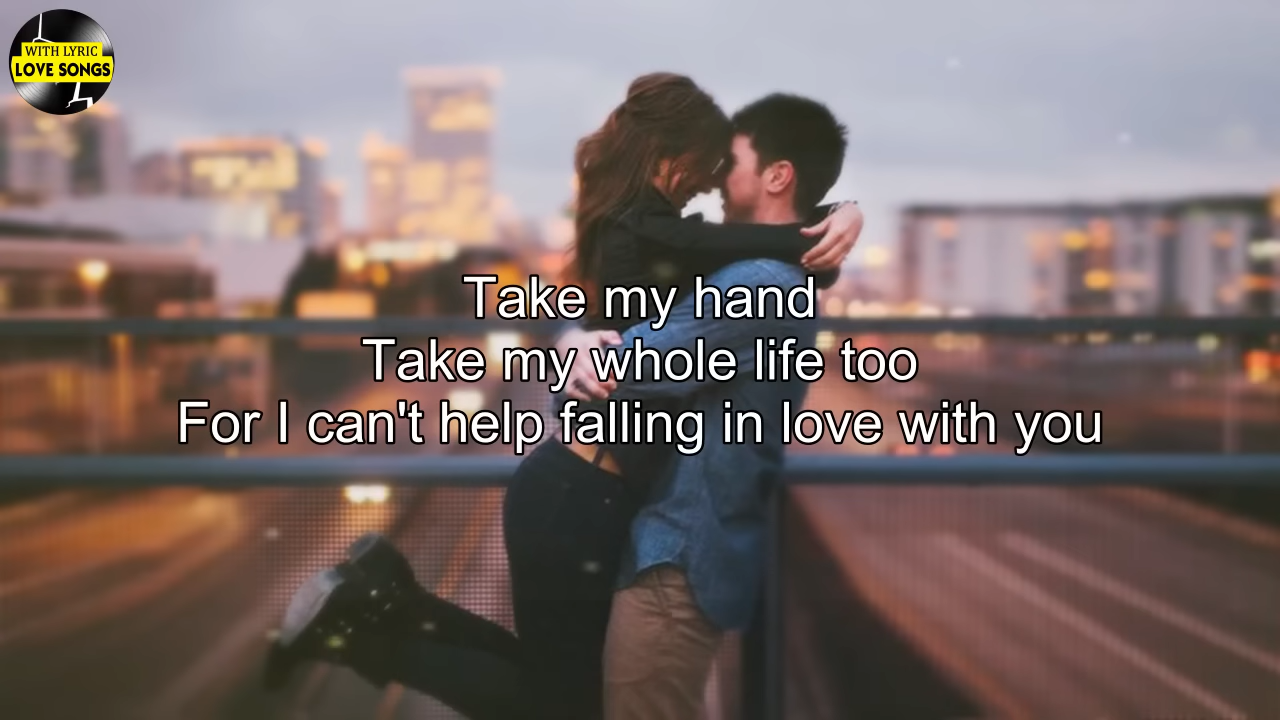 WITH LYRIC
LOVE SONGS
Take my hand
Take my whole life too
For I can't help falling in love with you